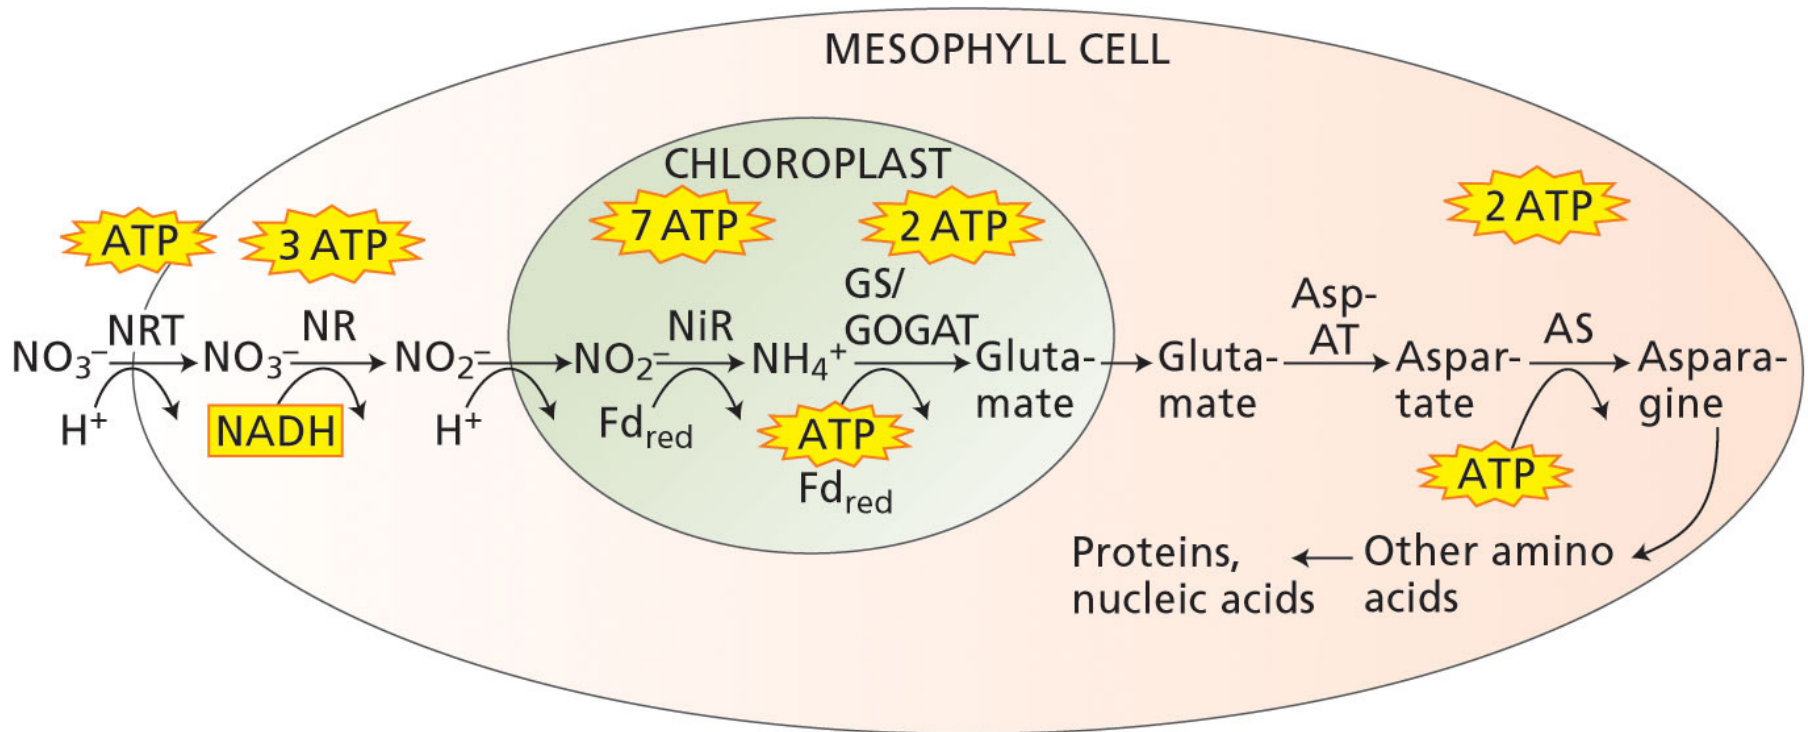 MESOPHYLL CELL
CHLOROPLAST
ATP
3 ATP
7 ATP
2 ATP
2 ATP
NRT
NR
NiR
GS/
GOGAT
Asp-
AT
AS
NO₃⁻
NO₃⁻
NO₂⁻
NO₂⁻
NH₄⁺
Gluta-
mate
Gluta-
mate
Aspar-
tate
Aspara-
gine
H⁺
NADH
H⁺
Fd_red
ATP
Fd_red
ATP
Proteins,
nucleic acids
Other amino
acids